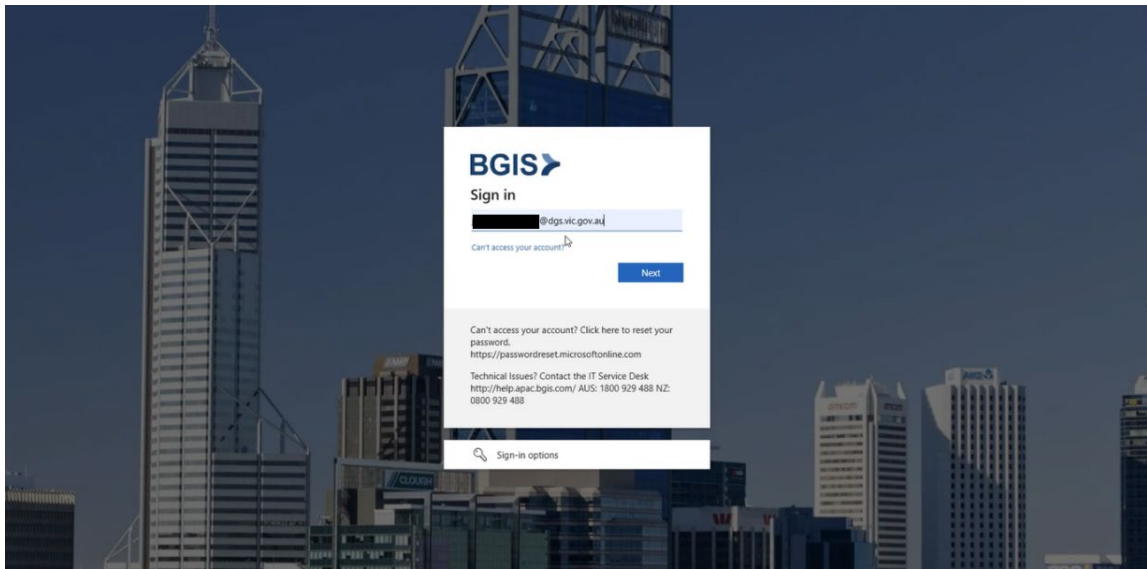 BGIS
Sign in
@dgs.vic.gov.au
Can't access your account?
Next
Can't access your account? Click here to reset your
password.
https://passwordreset.microsoftonline.com
Technical Issues? Contact the IT Service Desk
http://help.apac.bgis.com/ AUS: 1800 929 488 NZ:
0800 929 488
Sign-in options
CLOUGH